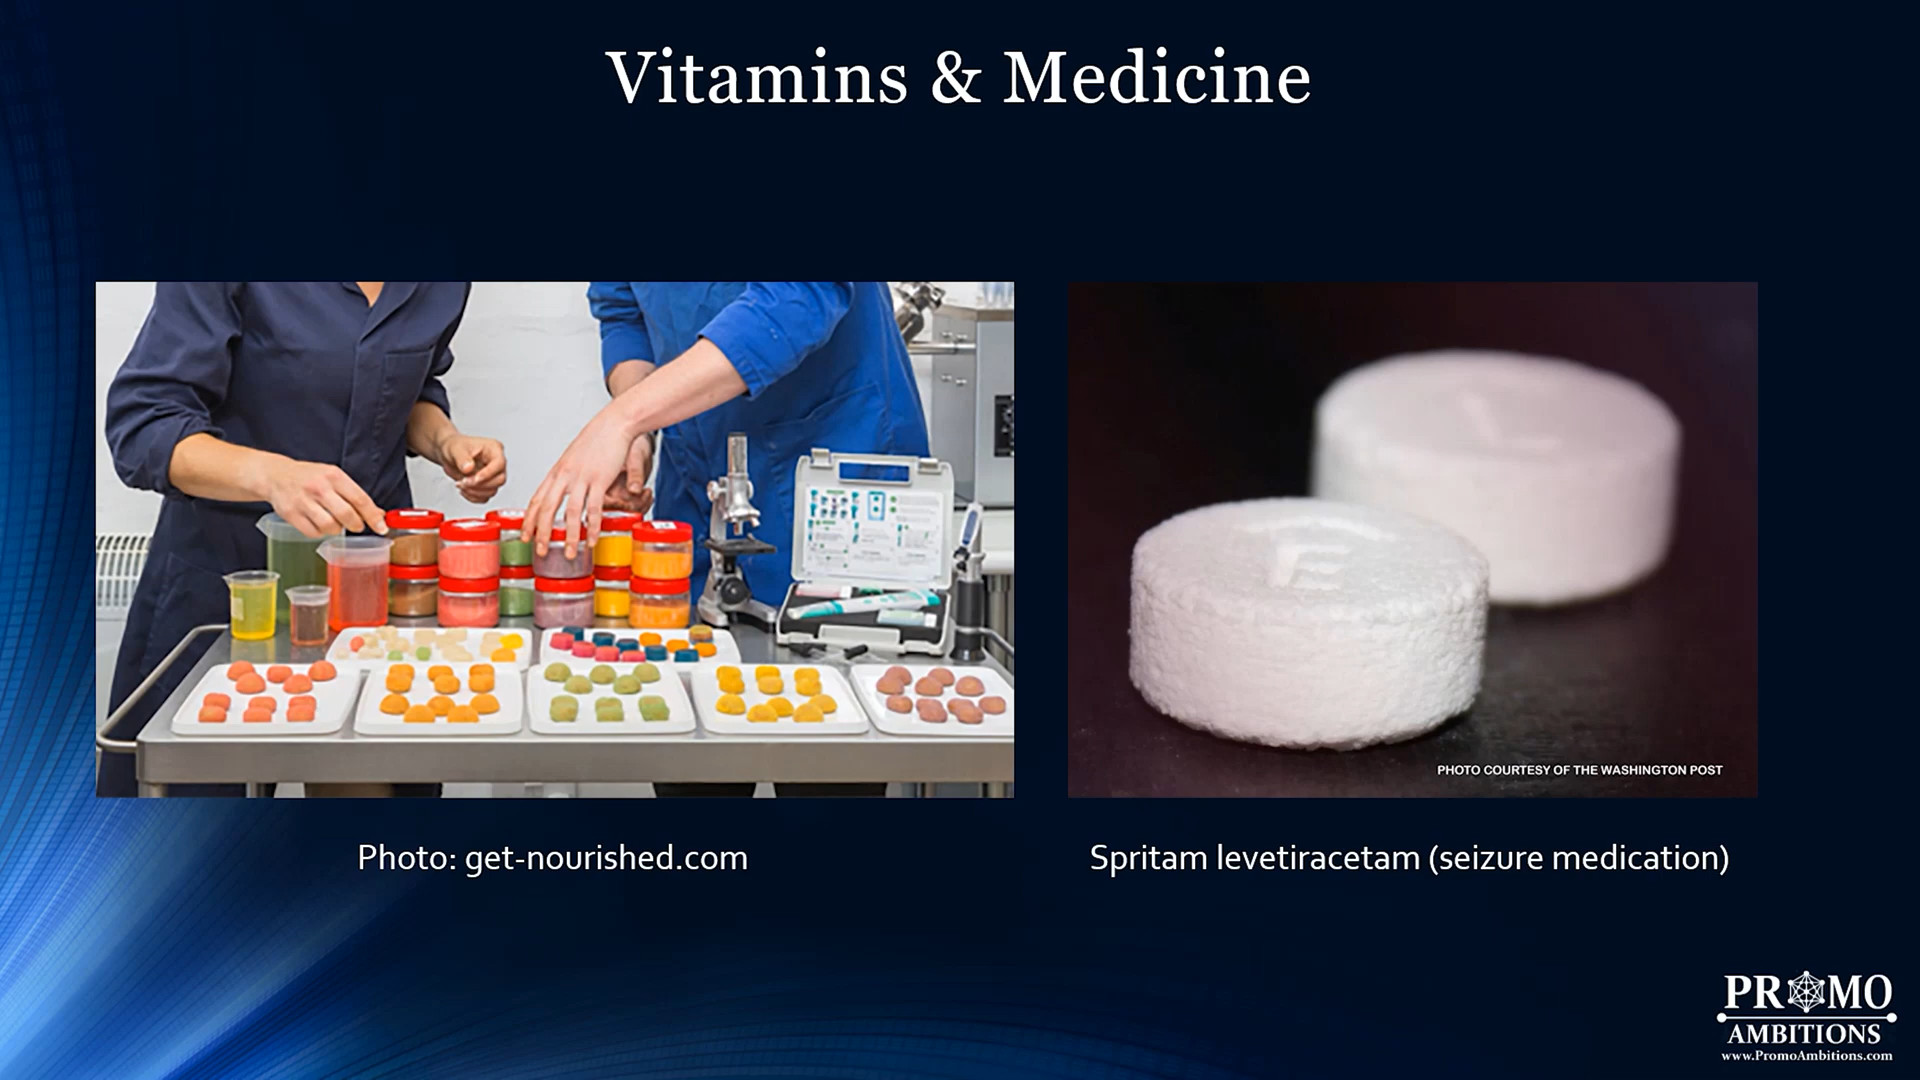 Vitamins & Medicine
PHOTO COURTESY OF THE WASHINGTON POST
Photo: get-nourished.com
Spritam levetiracetam (seizure medication)
PROMO
AMBITIONS
www.PromoAmbitions.com